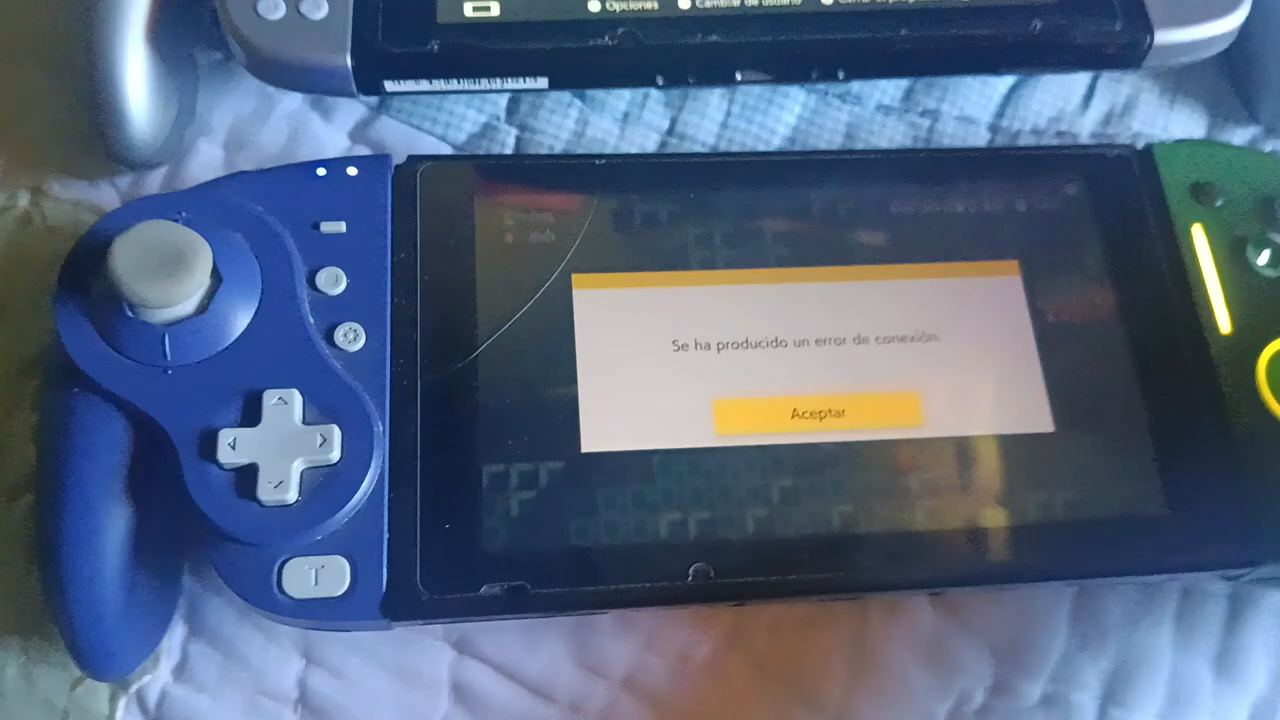 Opciones
Cambiar de usuario
Se ha producido un error de conexión.
Aceptar
T